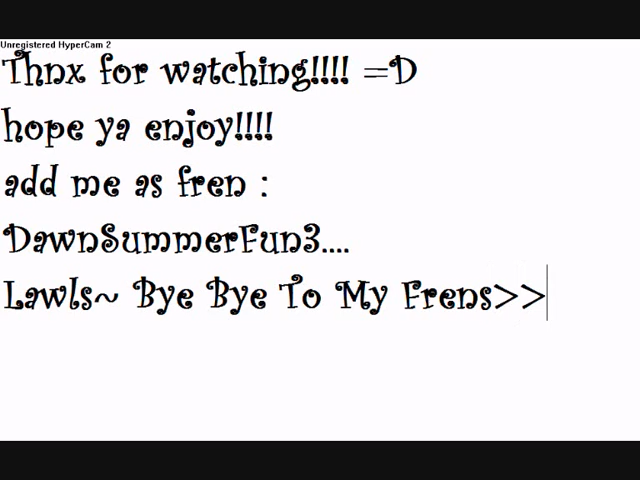 Unregistered HyperCam 2
Thnx for watching!!!! =D
hope ya enjoy!!!!
add me as fren :
DawnSummerFun3....
Lawls~ Bye Bye To My Frens>>